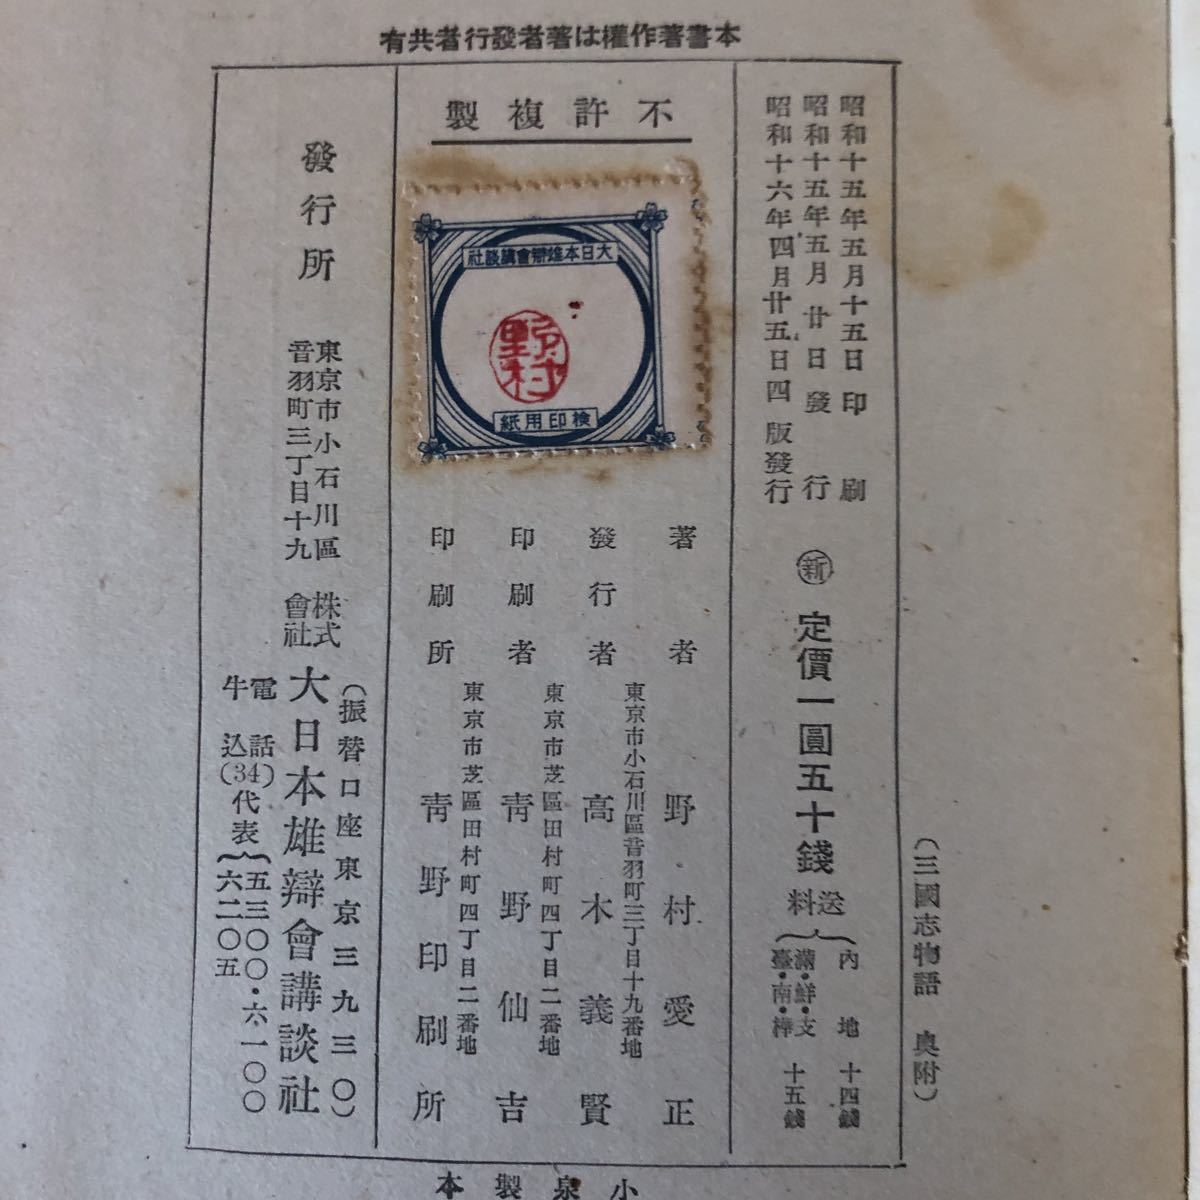 本書著作權は著者發行者共有
昭和十五年五月十五日印刷
昭和十五年五月廿日發行
昭和十六年四月廿五日四版發行
新 定價一圓五十錢
送料
內地 十四錢
滿・鮮・支
臺・南・樺 十五錢
不許複製
大日本雄辯會講談社
野村
檢印用紙
著者 野村愛正
東京市小石川區音羽町三丁目十九番地
發行者 高木義賢
東京市芝區田村町四丁目二番地
印刷者 靑野仙吉
東京市芝區田村町四丁目二番地
印刷所 靑野印刷所
發行所
東京市小石川區
音羽町三丁目十九
株式
會社
大日本雄辯會講談社
（振替口座東京三九三〇）
電話
牛込(34)代表
五三〇〇・六一〇〇
六二〇五
（三國志物語 奧附）
小泉製本